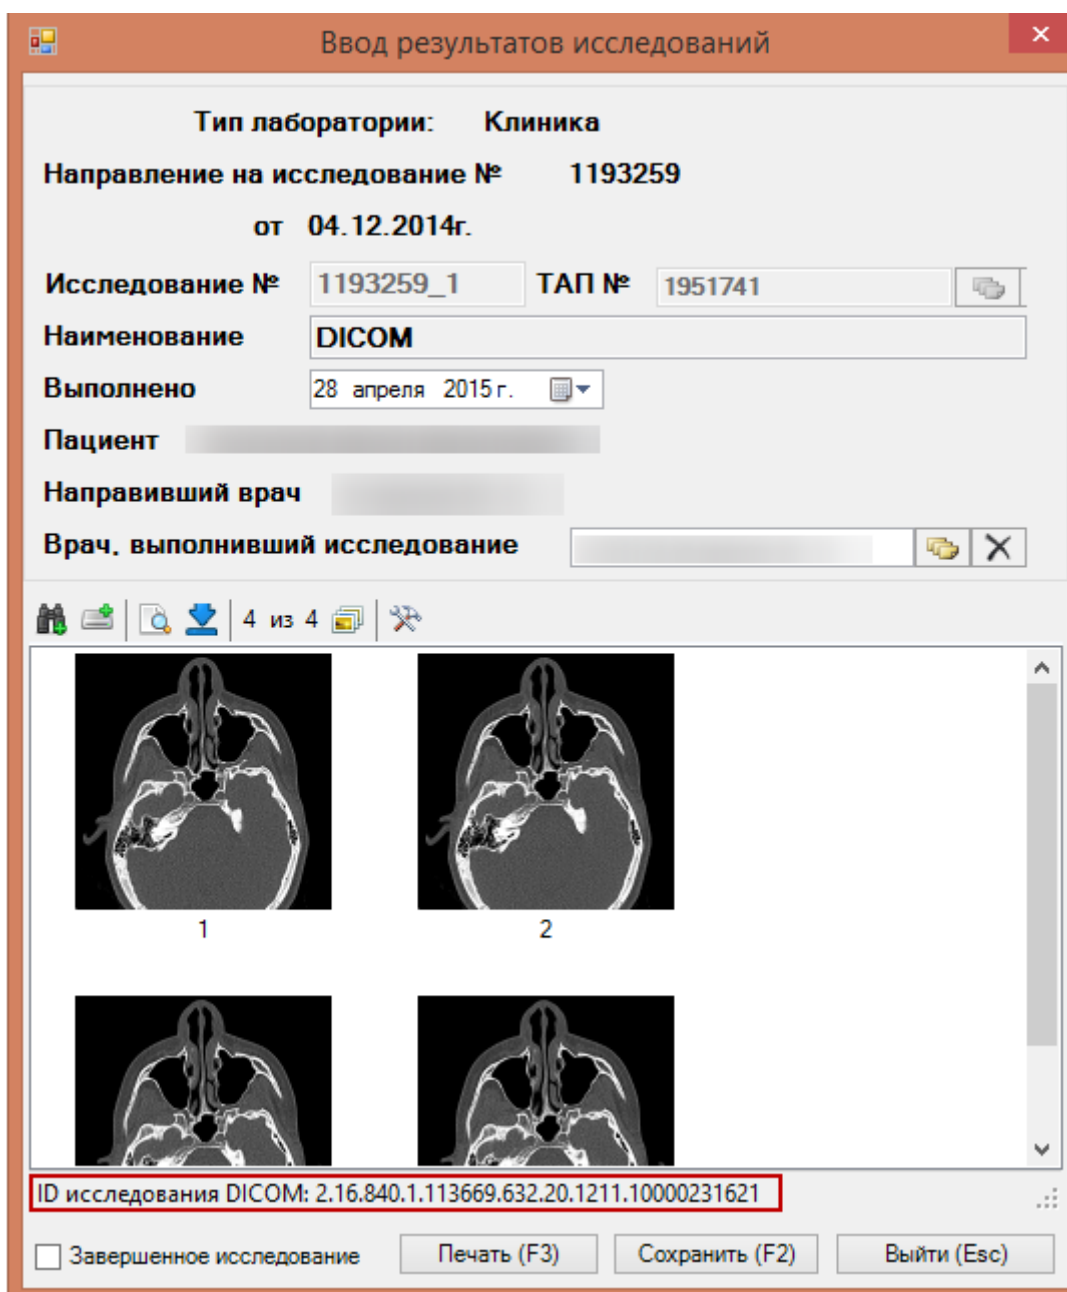 Ввод результатов исследований
Тип лаборатории: Клиника
Направление на исследование № 1193259
от 04.12.2014г.
Исследование № 1193259_1 ТАП № 1951741
Наименование DICOM
Выполнено 28 апреля 2015 г.
Пациент
Направивший врач
Врач, выполнивший исследование
4 из 4
1 2
ID исследования DICOM: 2.16.840.1.113669.632.20.1211.10000231621
Завершенное исследование Печать (F3) Сохранить (F2) Выйти (Esc)